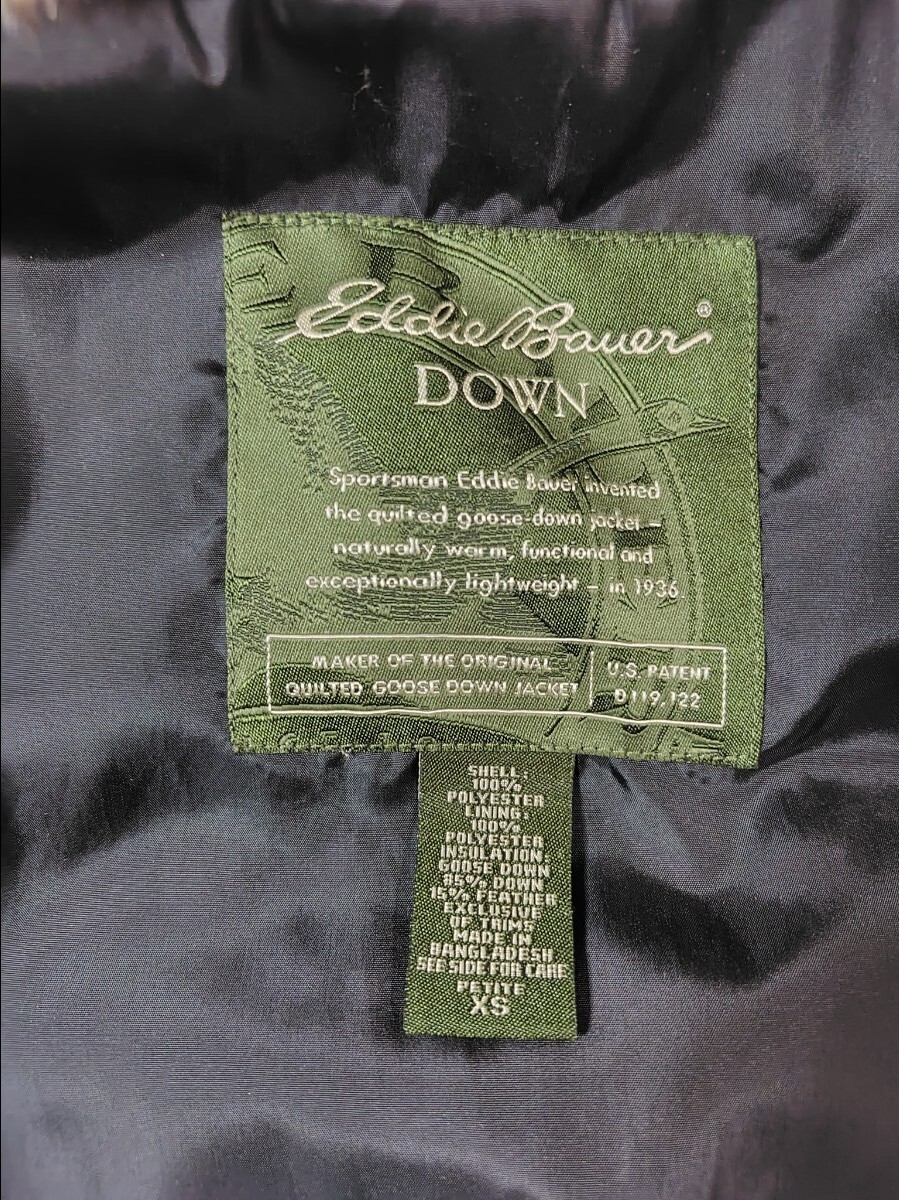 Eddie Bauer®
DOWN
Sportsman Eddie Bauer invented
the quilted goose-down jacket –
naturally warm, functional and
exceptionally lightweight – in 1936
MAKER OF THE ORIGINAL
QUILTED GOOSE DOWN JACKET
U.S. PATENT
D119,122
SHELL:
100%
POLYESTER
LINING:
100%
POLYESTER
INSULATION:
GOOSE DOWN
85% DOWN
15% FEATHER
EXCLUSIVE
OF TRIMS
MADE IN
BANGLADESH
SEE SIDE FOR CARE
PETITE
XS